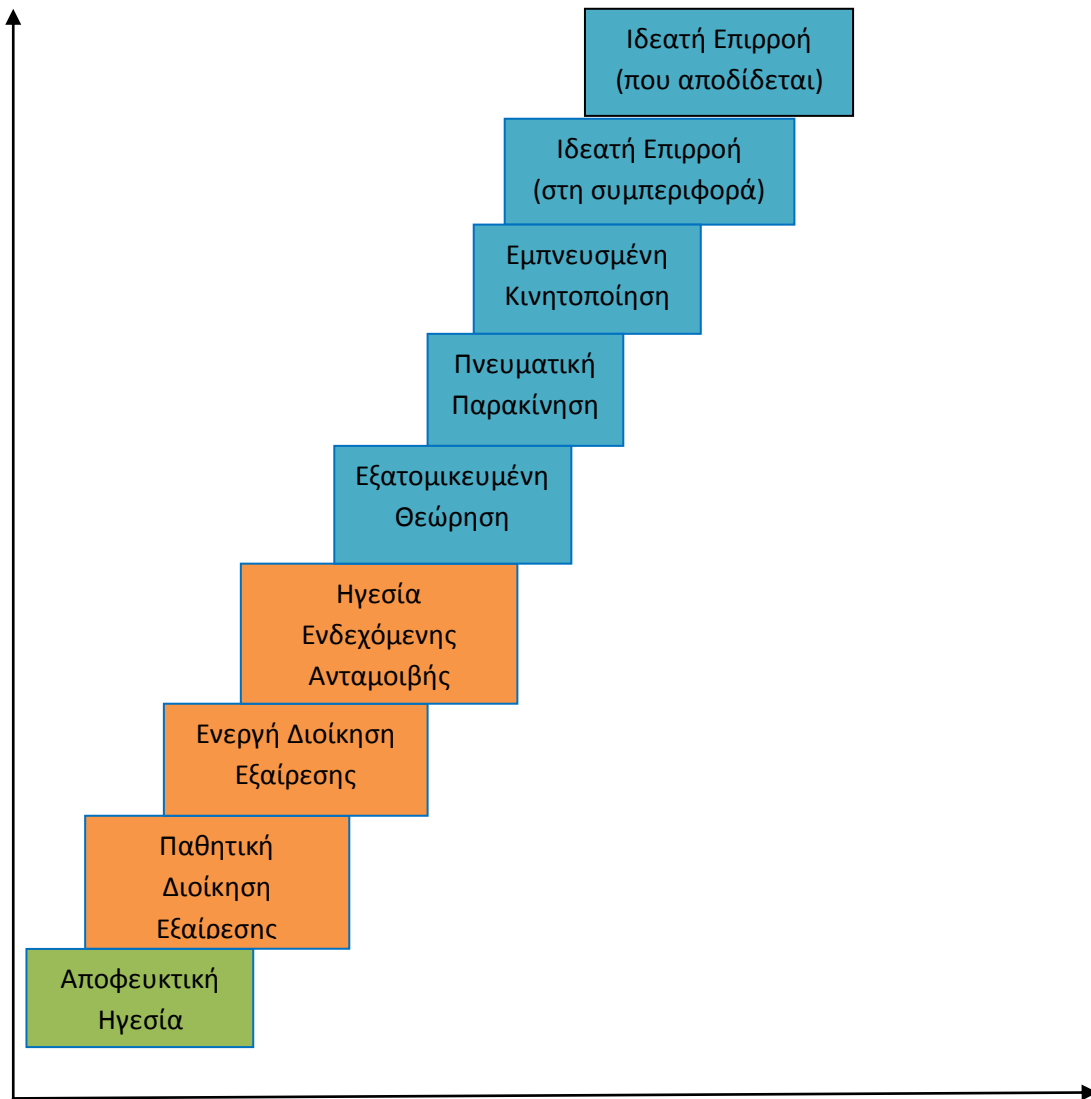 Ιδεατή Επιρροή
(που αποδίδεται)
Ιδεατή Επιρροή
(στη συμπεριφορά)
Εμπνευσμένη
Κινητοποίηση
Πνευματική
Παρακίνηση
Εξατομικευμένη
Θεώρηση
Ηγεσία
Ενδεχόμενης
Ανταμοιβής
Ενεργή Διοίκηση
Εξαίρεσης
Παθητική
Διοίκηση
Εξαίρεσης
Αποφευκτική
Ηγεσία